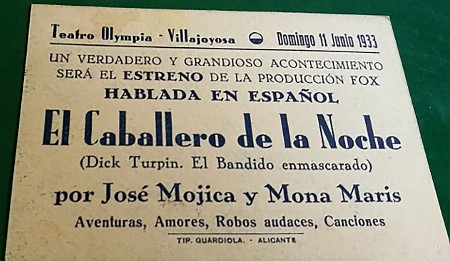 Teatro Olympia - Villajoyosa Domingo 11 Junio 1933
UN VERDADERO Y GRANDIOSO ACONTECIMIENTO
SERÁ EL ESTRENO DE LA PRODUCCIÓN FOX
HABLADA EN ESPAÑOL
El Caballero de la Noche
(Dick Turpin. El Bandido enmascarado)
por José Mojica y Mona Maris
Aventuras, Amores, Robos audaces, Canciones
TIP. GUARDIOLA. - ALICANTE